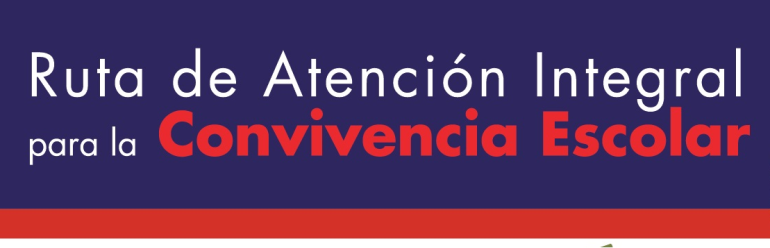 Ruta de Atención Integral
para la Convivencia Escolar